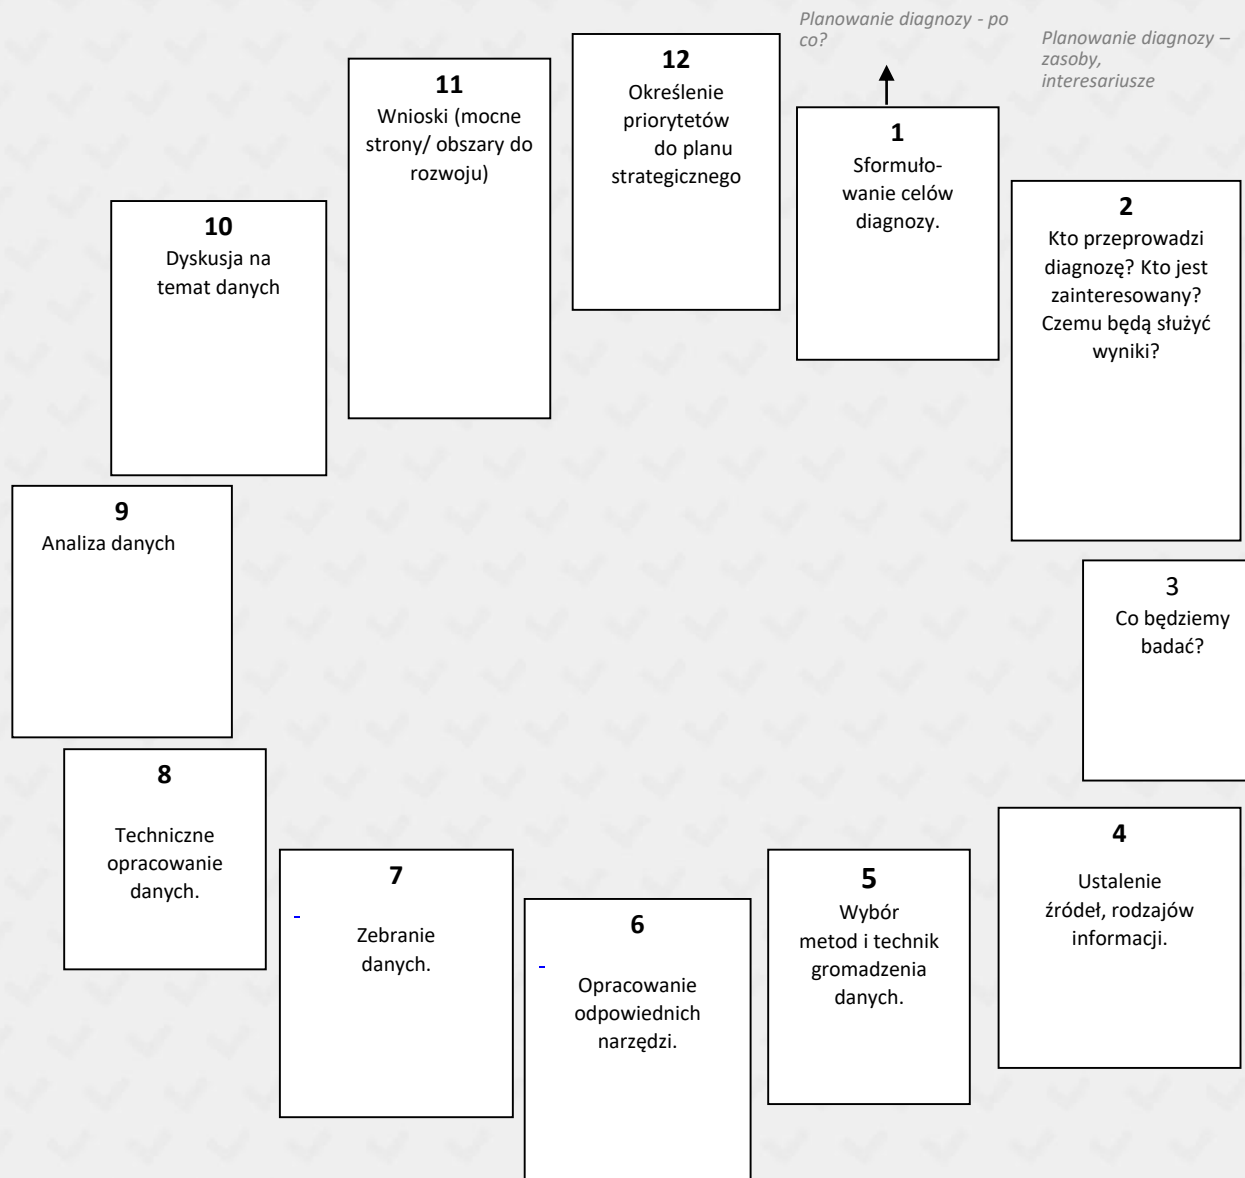 Planowanie diagnozy - po
co?
Planowanie diagnozy –
zasoby,
interesariusze
1
Sformuło-
wanie celów
diagnozy.
2
Kto przeprowadzi
diagnozę? Kto jest
zainteresowany?
Czemu będą służyć
wyniki?
3
Co będziemy
badać?
4
Ustalenie
źródeł, rodzajów
informacji.
5
Wybór
metod i technik
gromadzenia
danych.
6
-
Opracowanie
odpowiednich
narzędzi.
7
-
Zebranie
danych.
8
Techniczne
opracowanie
danych.
9
Analiza danych
10
Dyskusja na
temat danych
11
Wnioski (mocne
strony/ obszary do
rozwoju)
12
Określenie
priorytetów
do planu
strategicznego